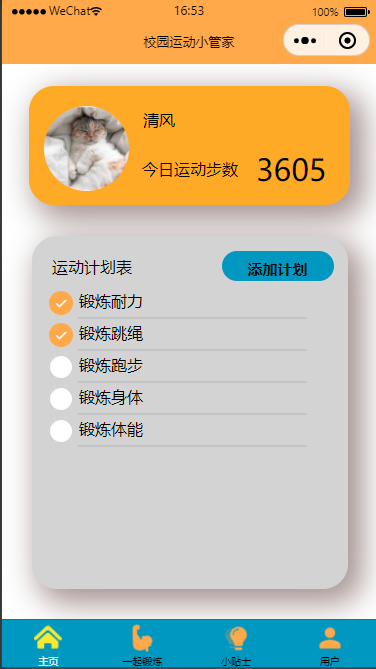 WeChat 16:53 100%
校园运动小管家
清风
今日运动步数 3605
运动计划表 添加计划
锻炼耐力
锻炼跳绳
锻炼跑步
锻炼身体
锻炼体能
主页 一起锻炼 小贴士 用户